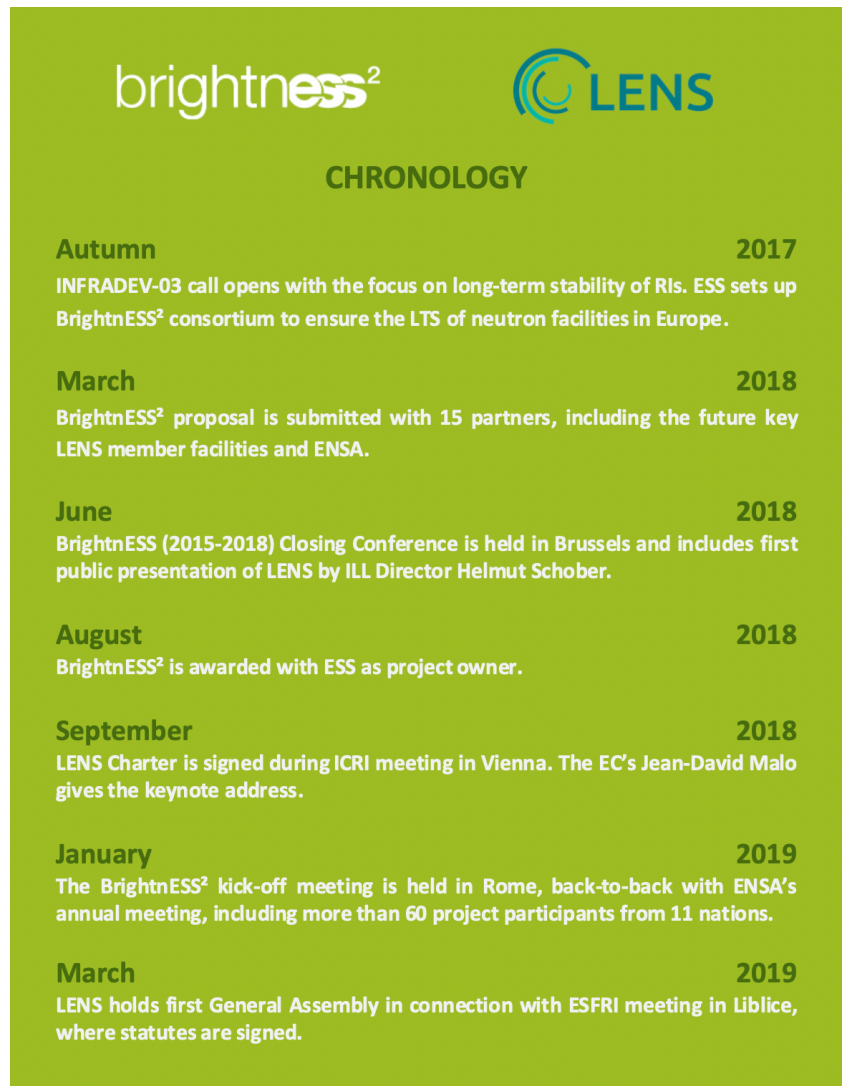 brightness²
LENS
CHRONOLOGY
Autumn 2017
INFRADEV-03 call opens with the focus on long-term stability of RIs. ESS sets up
BrightnESS² consortium to ensure the LTS of neutron facilities in Europe.
March 2018
BrightnESS² proposal is submitted with 15 partners, including the future key
LENS member facilities and ENSA.
June 2018
BrightnESS (2015-2018) Closing Conference is held in Brussels and includes first
public presentation of LENS by ILL Director Helmut Schober.
August 2018
BrightnESS² is awarded with ESS as project owner.
September 2018
LENS Charter is signed during ICRI meeting in Vienna. The EC’s Jean-David Malo
gives the keynote address.
January 2019
The BrightnESS² kick-off meeting is held in Rome, back-to-back with ENSA’s
annual meeting, including more than 60 project participants from 11 nations.
March 2019
LENS holds first General Assembly in connection with ESFRI meeting in Liblice,
where statutes are signed.